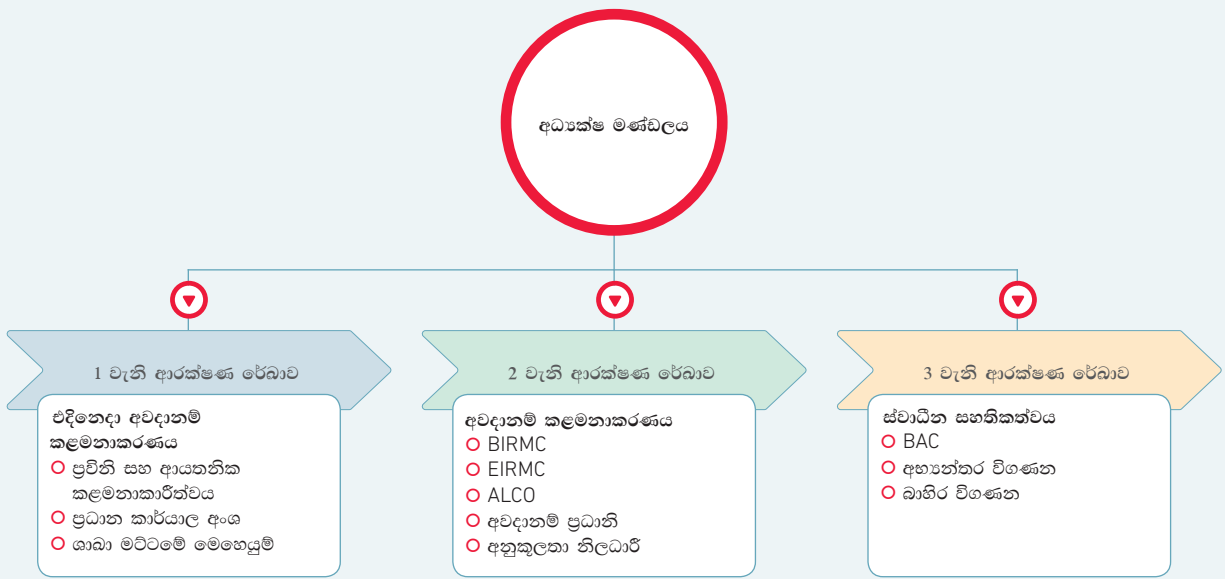 අධ්‍යක්ෂ මණ්ඩලය
1 වැනි ආරක්ෂණ රේඛාව
එදිනෙදා අවදානම්
කළමනාකරණය
ප්‍රවිනි සහ ආයතනික
කළමනාකාරීත්වය
ප්‍රධාන කාර්යාල අංශ
ශාඛා මට්ටමේ මෙහෙයුම්
2 වැනි ආරක්ෂණ රේඛාව
අවදානම් කළමනාකරණය
BIRMC
EIRMC
ALCO
අවදානම් ප්‍රධානි
අනුකූලතා නිලධාරී
3 වැනි ආරක්ෂණ රේඛාව
ස්වාධීන සහතිකත්වය
BAC
අභ්‍යන්තර විගණන
බාහිර විගණන